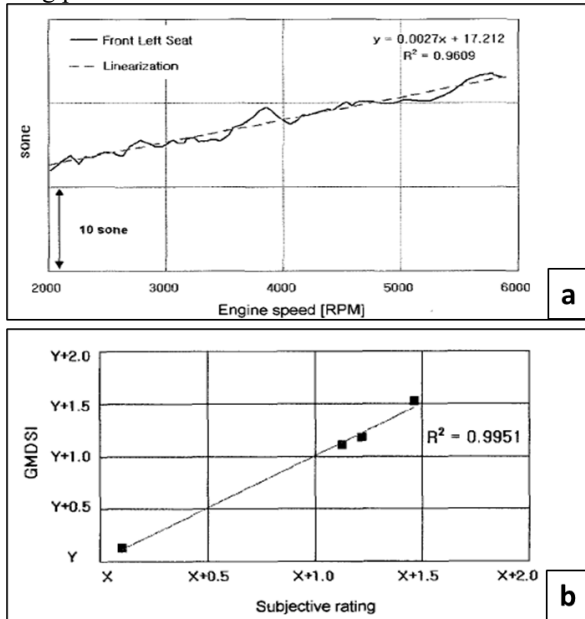 Front Left Seat
Linearization
y = 0.0027x + 17.212
R² = 0.9609
sone
10 sone
2000 3000 4000 5000 6000
Engine speed [RPM]
a
Y+2.0
Y+1.5
Y+1.0
Y+0.5
Y
GMDSI
R² = 0.9951
X X+0.5 X+1.0 X+1.5 X+2.0
Subjective rating
b